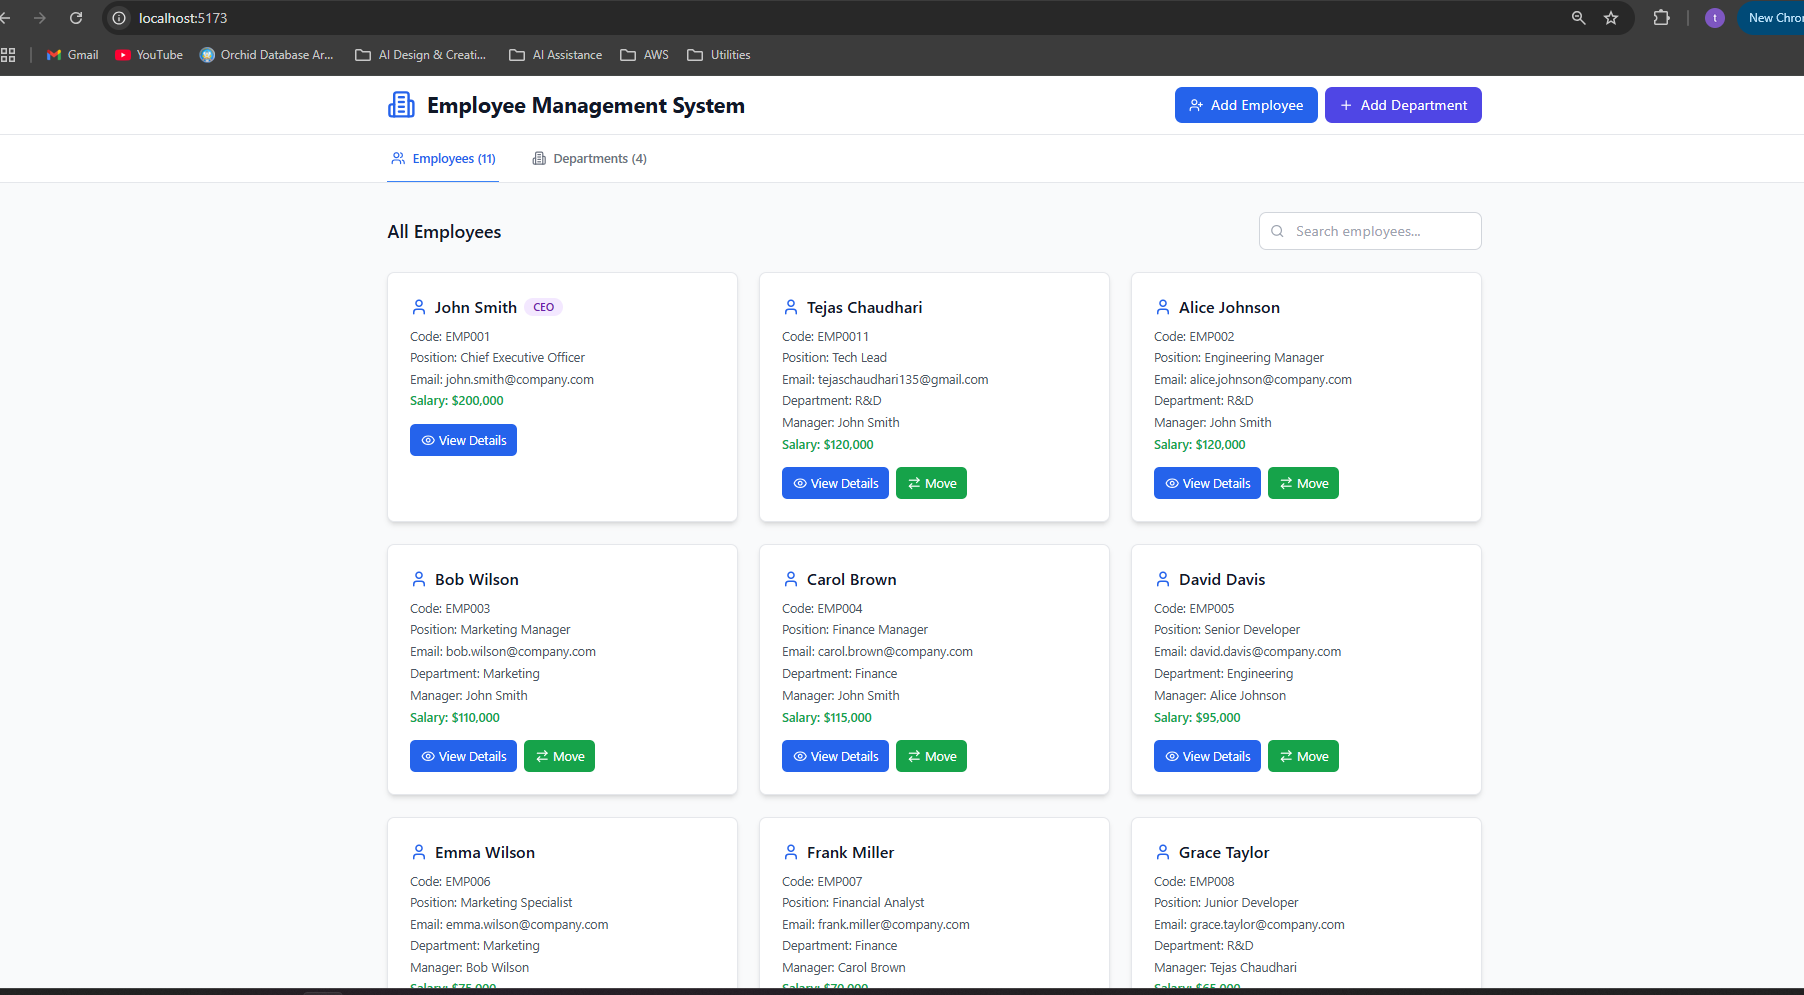 localhost:5173
New Chro
Gmail
YouTube
Orchid Database Ar...
AI Design & Creati...
AI Assistance
AWS
Utilities
Employee Management System
Add Employee
Add Department
Employees (11)
Departments (4)
All Employees
Search employees...
John Smith CEO
Code: EMP001
Position: Chief Executive Officer
Email: john.smith@company.com
Salary: $200,000
View Details
Tejas Chaudhari
Code: EMP0011
Position: Tech Lead
Email: tejaschaudhari135@gmail.com
Department: R&D
Manager: John Smith
Salary: $120,000
View Details
Move
Alice Johnson
Code: EMP002
Position: Engineering Manager
Email: alice.johnson@company.com
Department: R&D
Manager: John Smith
Salary: $120,000
View Details
Move
Bob Wilson
Code: EMP003
Position: Marketing Manager
Email: bob.wilson@company.com
Department: Marketing
Manager: John Smith
Salary: $110,000
View Details
Move
Carol Brown
Code: EMP004
Position: Finance Manager
Email: carol.brown@company.com
Department: Finance
Manager: John Smith
Salary: $115,000
View Details
Move
David Davis
Code: EMP005
Position: Senior Developer
Email: david.davis@company.com
Department: Engineering
Manager: Alice Johnson
Salary: $95,000
View Details
Move
Emma Wilson
Code: EMP006
Position: Marketing Specialist
Email: emma.wilson@company.com
Department: Marketing
Manager: Bob Wilson
Salary: $75,000
Frank Miller
Code: EMP007
Position: Financial Analyst
Email: frank.miller@company.com
Department: Finance
Manager: Carol Brown
Salary: $70,000
Grace Taylor
Code: EMP008
Position: Junior Developer
Email: grace.taylor@company.com
Department: R&D
Manager: Tejas Chaudhari
Salary: $65,000